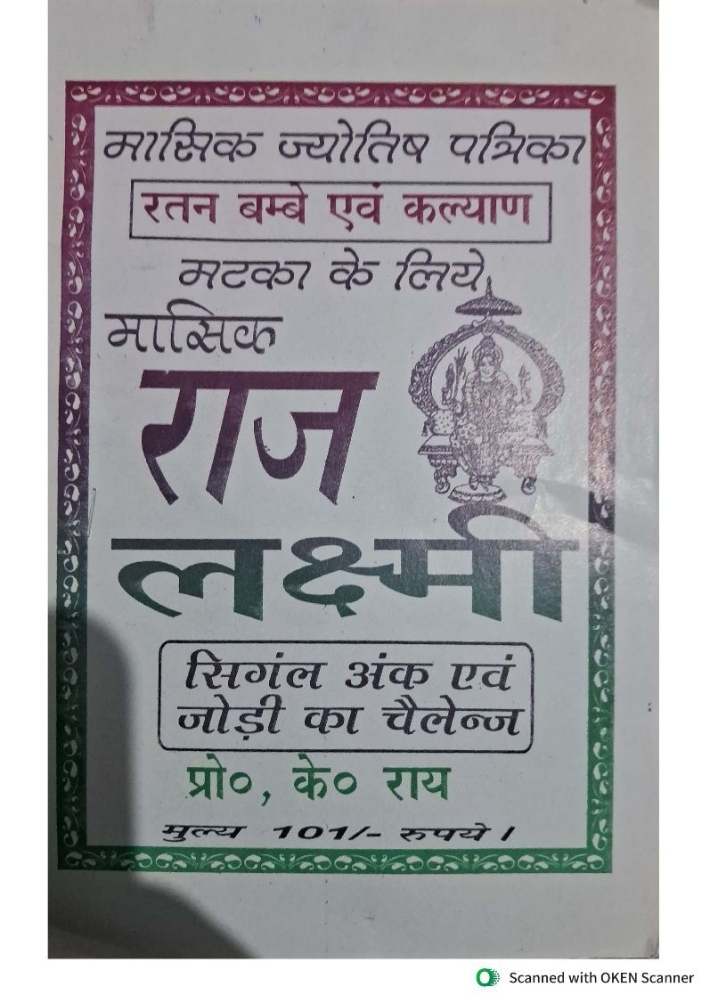 मासिक ज्योतिष पत्रिका
रतन बम्बे एवं कल्याण
मटका के लिये
मासिक
राज
लक्ष्मी
सिगंल अंक एवं
जोड़ी का चैलेन्ज
प्रो०, के० राय
मुल्य 101/- रुपये।
Scanned with OKEN Scanner